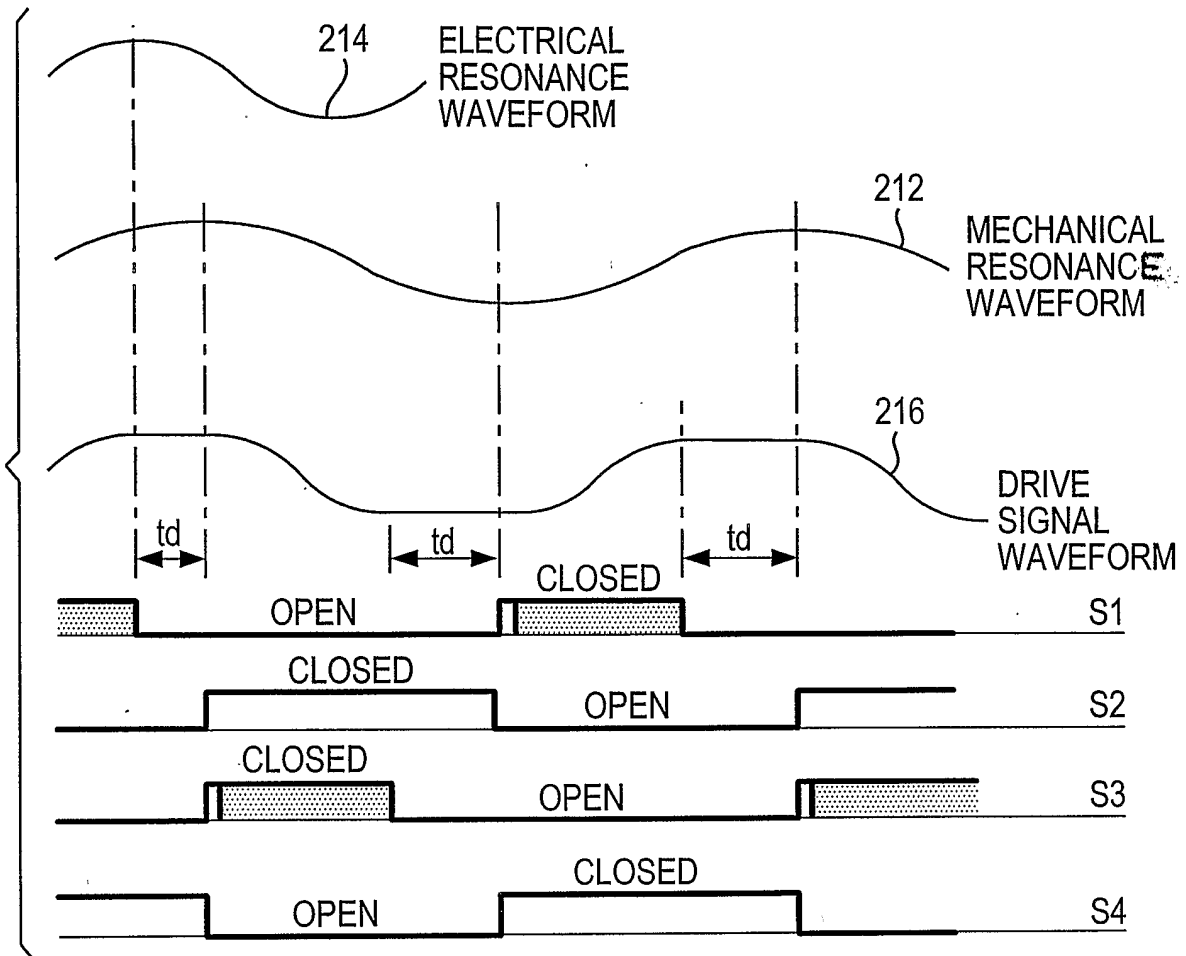 214
ELECTRICAL
RESONANCE
WAVEFORM
212
MECHANICAL
RESONANCE
WAVEFORM
216
DRIVE
SIGNAL
WAVEFORM
td
td
td
OPEN
CLOSED
S1
CLOSED
OPEN
S2
CLOSED
OPEN
S3
OPEN
CLOSED
S4